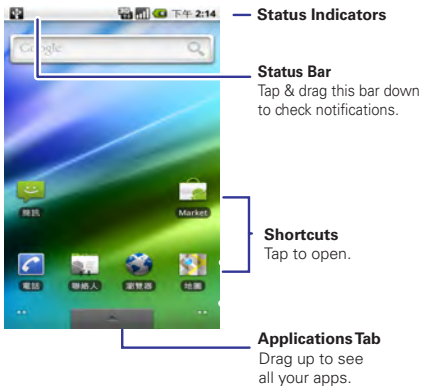 下午 2:14
Status Indicators
Google
Status Bar
Tap & drag this bar down
to check notifications.
簡訊
Market
Shortcuts
Tap to open.
電話
聯絡人
瀏覽器
地圖
Applications Tab
Drag up to see
all your apps.